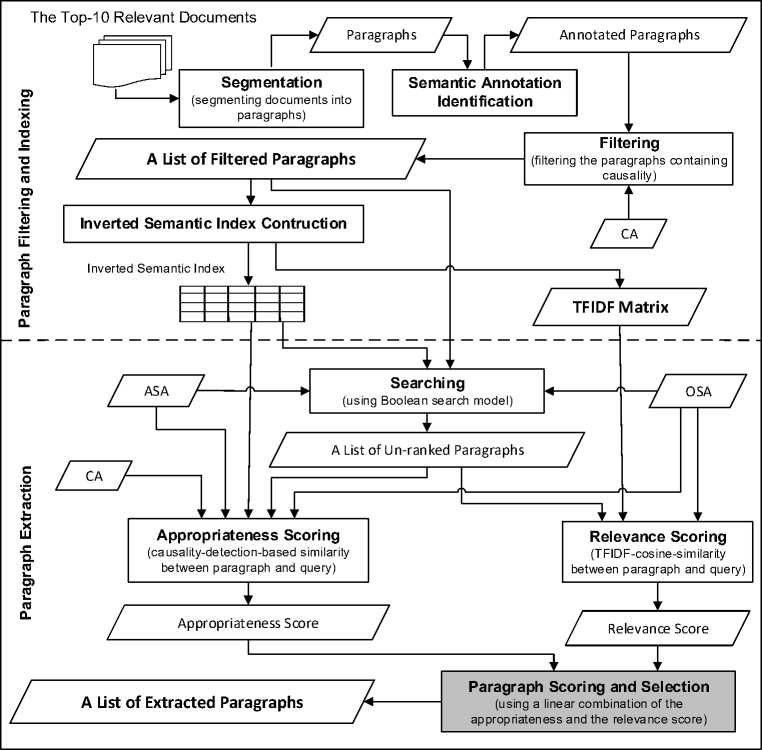 The Top-10 Relevant Documents
Paragraphs
Annotated Paragraphs
Segmentation
(segmenting documents into
paragraphs)
Semantic Annotation
Identification
Filtering
(filtering the paragraphs containing
causality)
A List of Filtered Paragraphs
CA
Inverted Semantic Index Contruction
Inverted Semantic Index
TFIDF Matrix
Paragraph Filtering and Indexing
Searching
(using Boolean search model)
ASA
OSA
A List of Un-ranked Paragraphs
CA
Appropriateness Scoring
(causality-detection-based similarity
between paragraph and query)
Relevance Scoring
(TFIDF-cosine-similarity
between paragraph and query)
Appropriateness Score
Relevance Score
Paragraph Scoring and Selection
(using a linear combination of the
appropriateness and the relevance score)
A List of Extracted Paragraphs
Paragraph Extraction